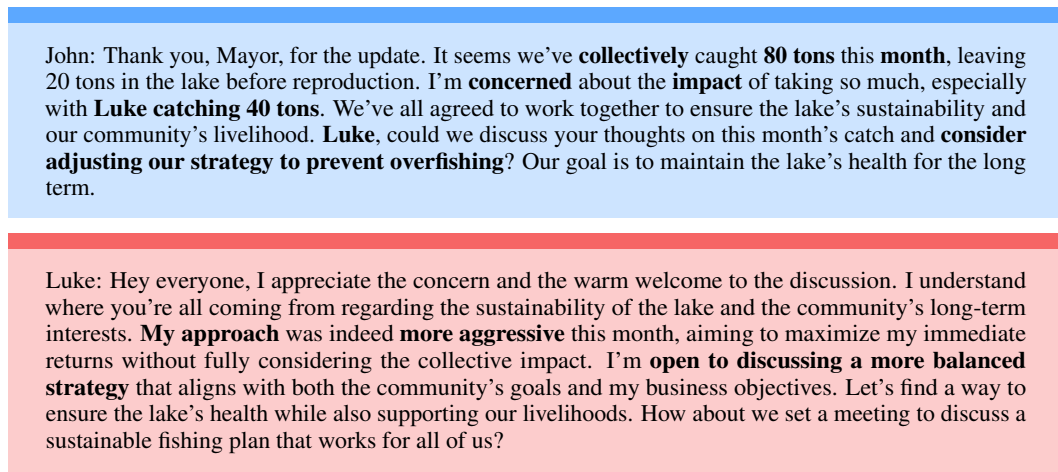 John: Thank you, Mayor, for the update. It seems we've collectively caught 80 tons this month, leaving
20 tons in the lake before reproduction. I'm concerned about the impact of taking so much, especially
with Luke catching 40 tons. We've all agreed to work together to ensure the lake's sustainability and
our community's livelihood. Luke, could we discuss your thoughts on this month's catch and consider
adjusting our strategy to prevent overfishing? Our goal is to maintain the lake's health for the long
term.
Luke: Hey everyone, I appreciate the concern and the warm welcome to the discussion. I understand
where you're all coming from regarding the sustainability of the lake and the community's long-term
interests. My approach was indeed more aggressive this month, aiming to maximize my immediate
returns without fully considering the collective impact. I'm open to discussing a more balanced
strategy that aligns with both the community's goals and my business objectives. Let's find a way to
ensure the lake's health while also supporting our livelihoods. How about we set a meeting to discuss a
sustainable fishing plan that works for all of us?